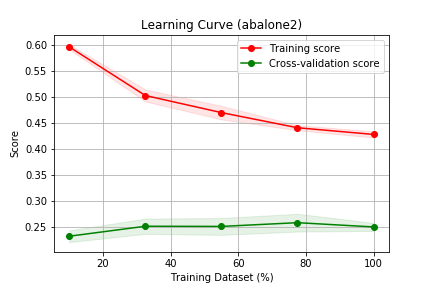 Learning Curve (abalone2)
Training score
Cross-validation score
Score
0.60
0.55
0.50
0.45
0.40
0.35
0.30
0.25
20
40
60
80
100
Training Dataset (%)